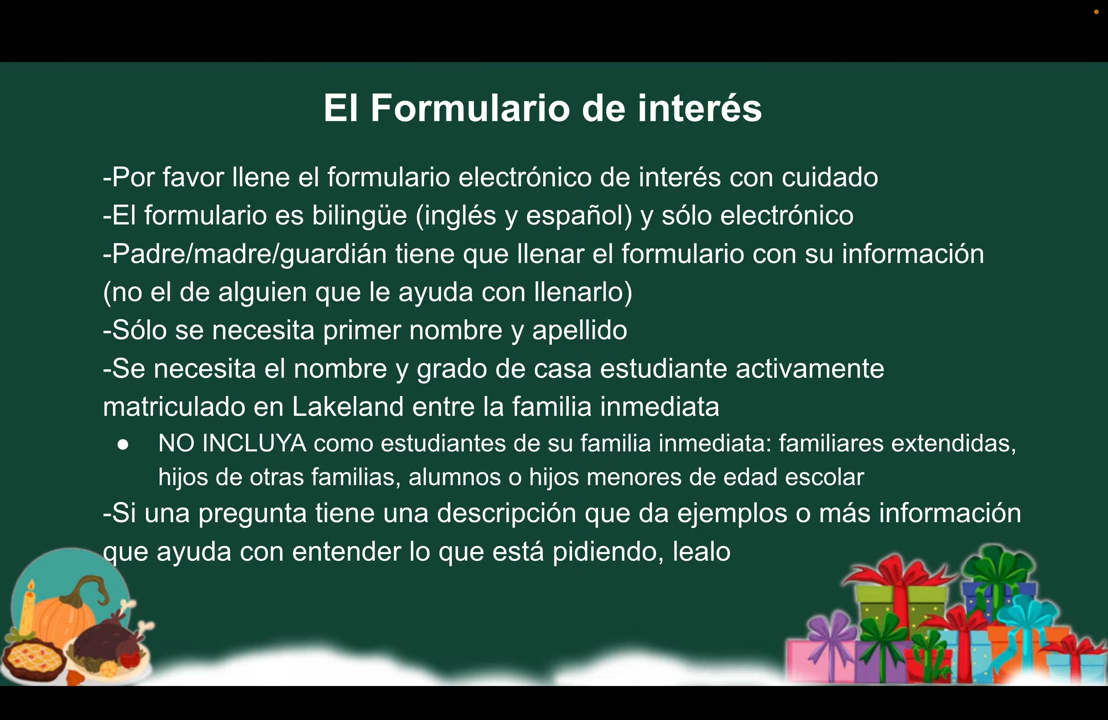 El Formulario de interés
-Por favor llene el formulario electrónico de interés con cuidado
-El formulario es bilingüe (inglés y español) y sólo electrónico
-Padre/madre/guardián tiene que llenar el formulario con su información
(no el de alguien que le ayuda con llenarlo)
-Sólo se necesita primer nombre y apellido
-Se necesita el nombre y grado de casa estudiante activamente
matriculado en Lakeland entre la familia inmediata
● NO INCLUYA como estudiantes de su familia inmediata: familiares extendidas,
hijos de otras familias, alumnos o hijos menores de edad escolar
-Si una pregunta tiene una descripción que da ejemplos o más información
que ayuda con entender lo que está pidiendo, lealo